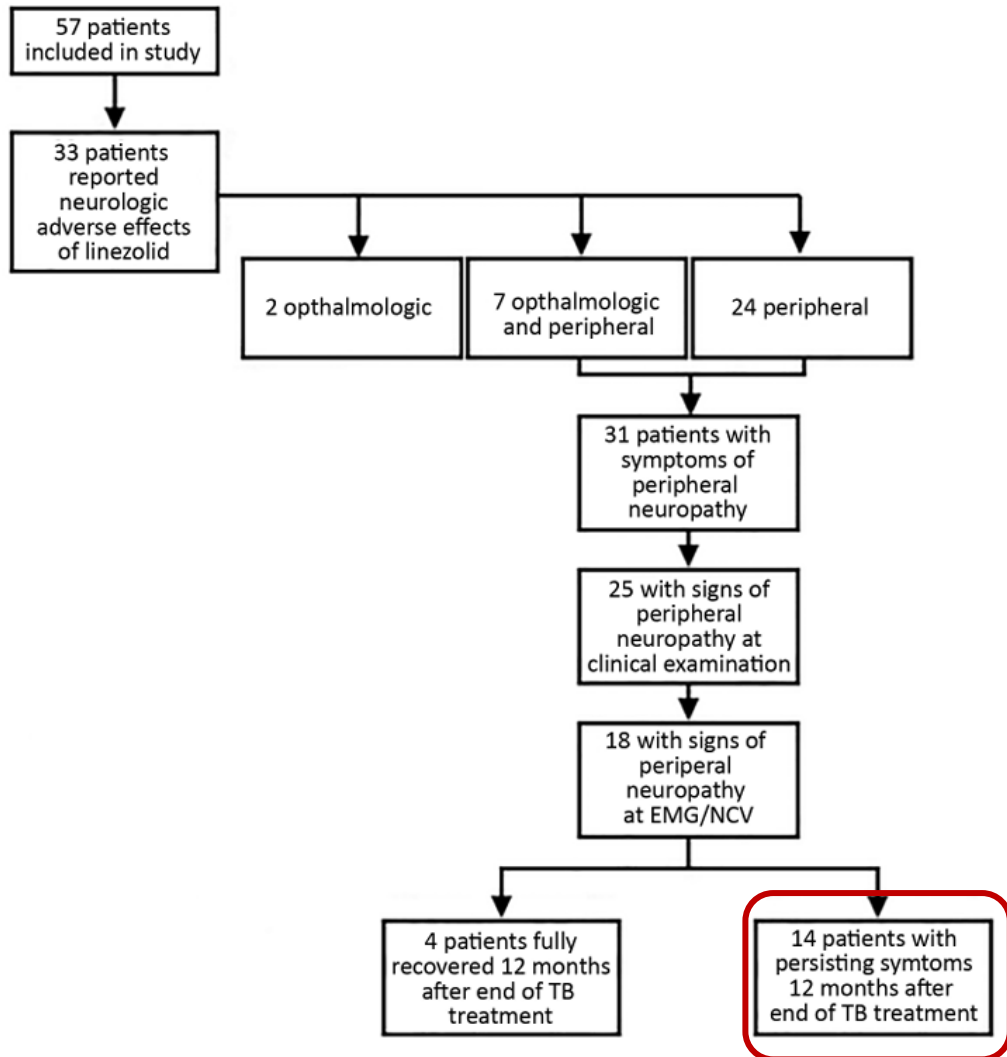 57 patients
included in study
33 patients
reported
neurologic
adverse effects
of linezolid
2 opthalmologic
7 opthalmologic
and peripheral
24 peripheral
31 patients with
symptoms of
peripheral
neuropathy
25 with signs of
peripheral
neuropathy at
clinical examination
18 with signs of
periperal
neuropathy
at EMG/NCV
4 patients fully
recovered 12 months
after end of TB
treatment
14 patients with
persisting symtoms
12 months after
end of TB treatment